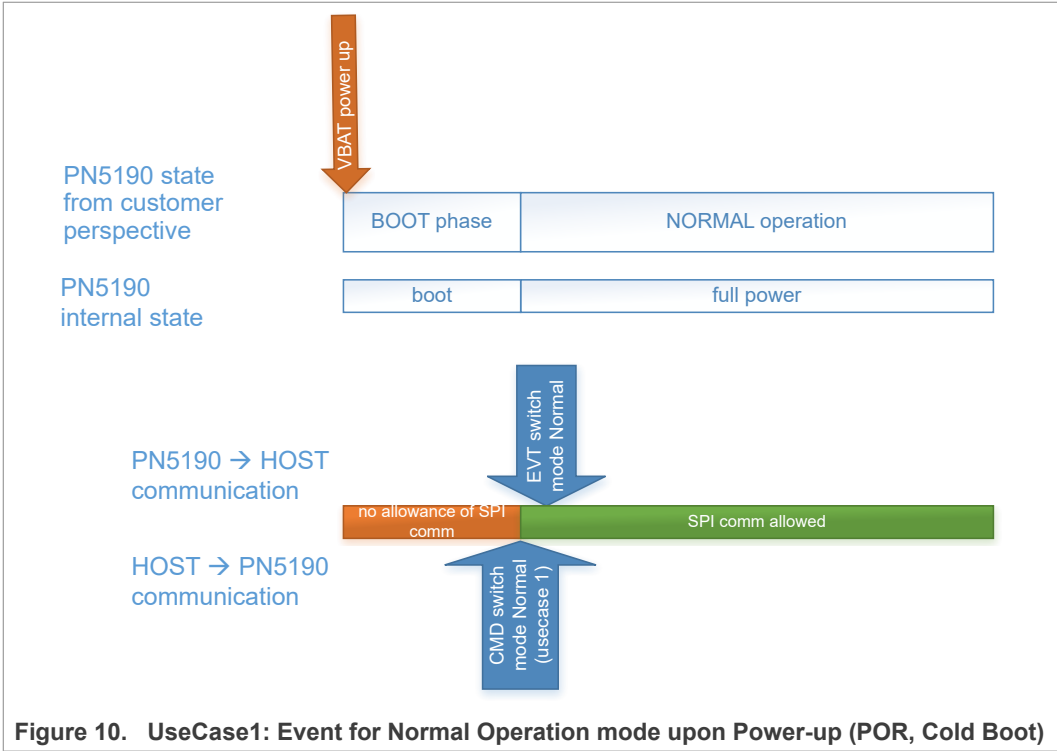 VBAT power up
PN5190 state
from customer
perspective
BOOT phase
NORMAL operation
PN5190
internal state
boot
full power
EVT switch
mode Normal
PN5190 → HOST
communication
no allowance of SPI
comm
SPI comm allowed
HOST → PN5190
communication
CMD switch
mode Normal
(usecase 1)
Figure 10. UseCase1: Event for Normal Operation mode upon Power-up (POR, Cold Boot)